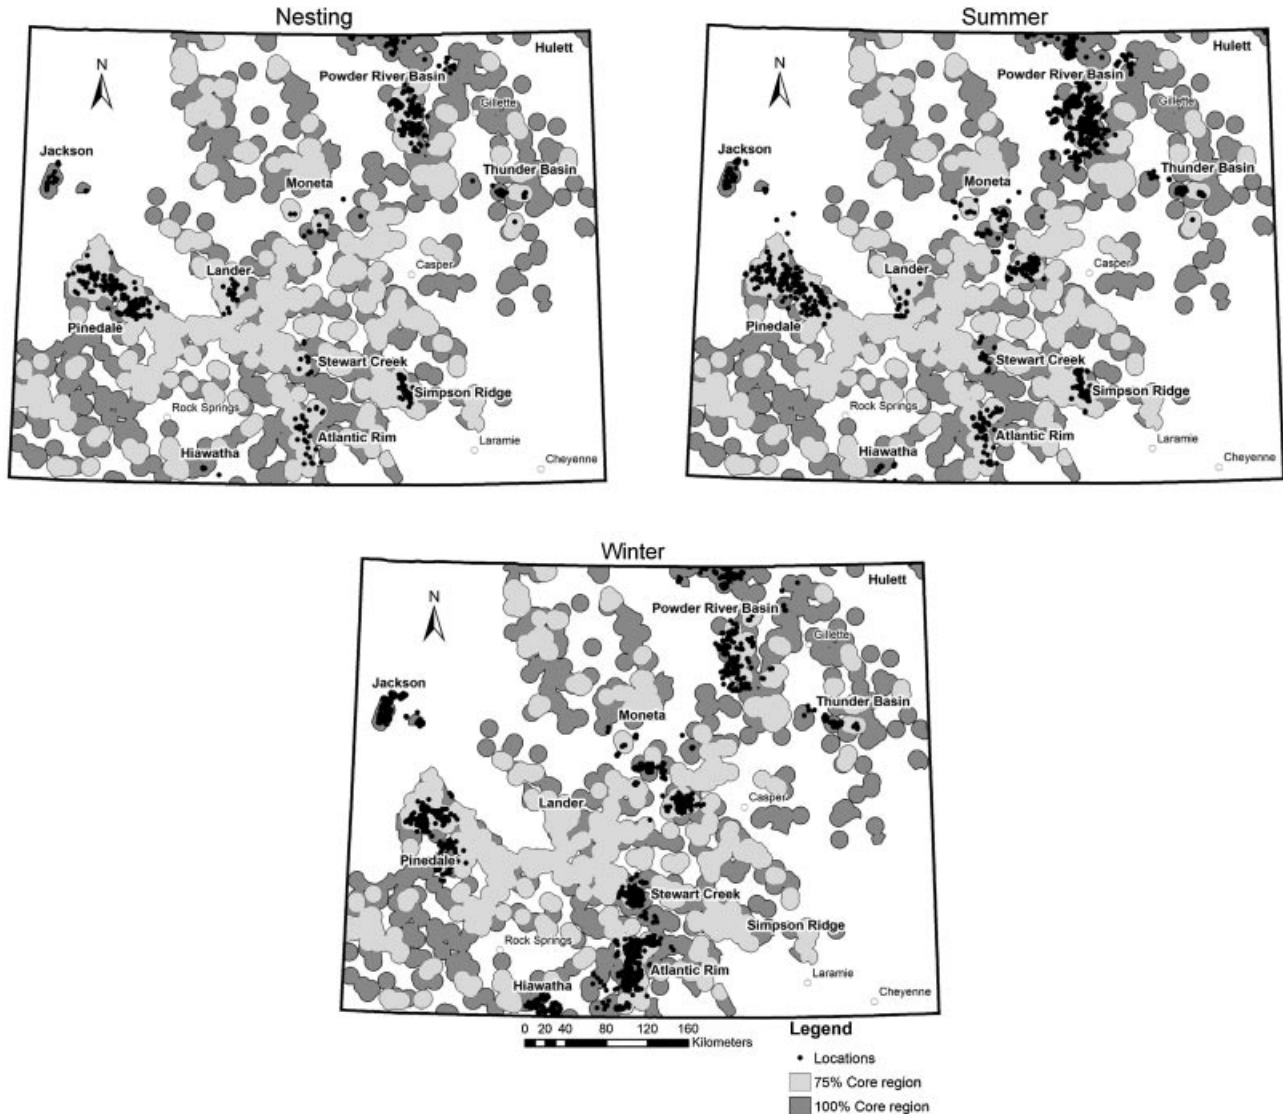 Nesting
Hulett
N
Powder River Basin
Gillette
Jackson
Thunder Basin
Moneta
Lander
Casper
Pinedale
Stewart Creek
Simpson Ridge
Rock Springs
Atlantic Rim
Laramie
Hiawatha
Cheyenne
Summer
Hulett
N
Powder River Basin
Gillette
Jackson
Thunder Basin
Moneta
Lander
Casper
Pinedale
Stewart Creek
Simpson Ridge
Rock Springs
Atlantic Rim
Laramie
Hiawatha
Cheyenne
Winter
Hulett
N
Powder River Basin
Gillette
Jackson
Thunder Basin
Moneta
Lander
Casper
Pinedale
Stewart Creek
Simpson Ridge
Rock Springs
Atlantic Rim
Laramie
Hiawatha
Cheyenne
0 20 40 80 120 160
Kilometers
Legend
Locations
75% Core region
100% Core region